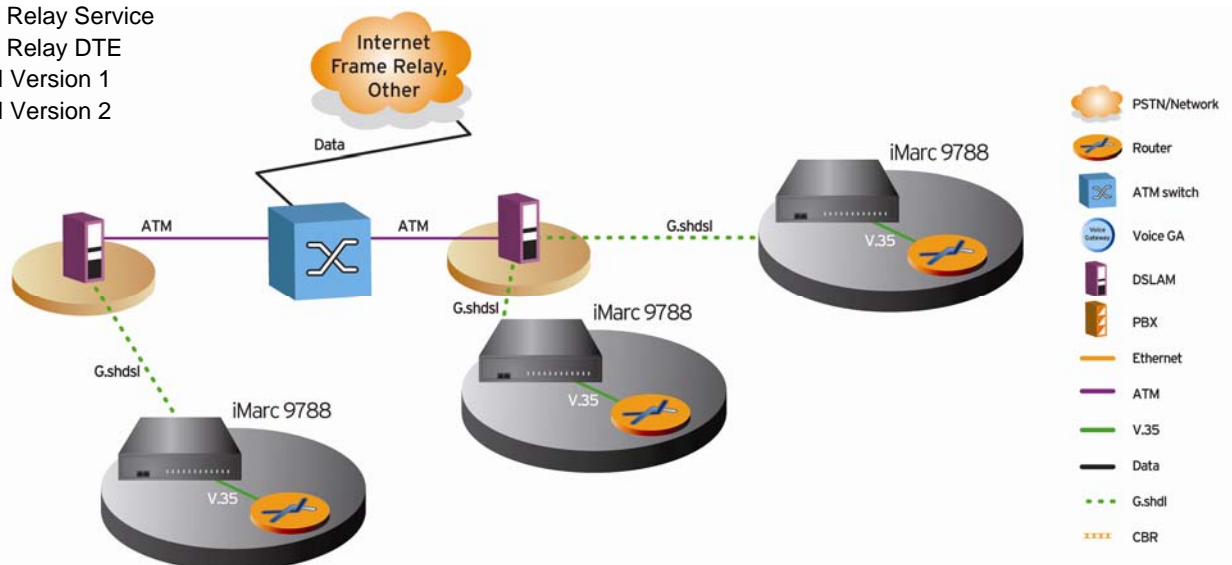 Relay Service
Relay DTE
Version 1
Version 2
Internet
Frame Relay,
Other
Data
ATM
ATM
G.shdsl
iMarc 9788
V.35
G.shdsl
iMarc 9788
V.35
G.shdsl
iMarc 9788
V.35
PSTN/Network
Router
ATM switch
Voice
Gateway
Voice GA
DSLAM
PBX
Ethernet
ATM
V.35
Data
G.shdl
CBR